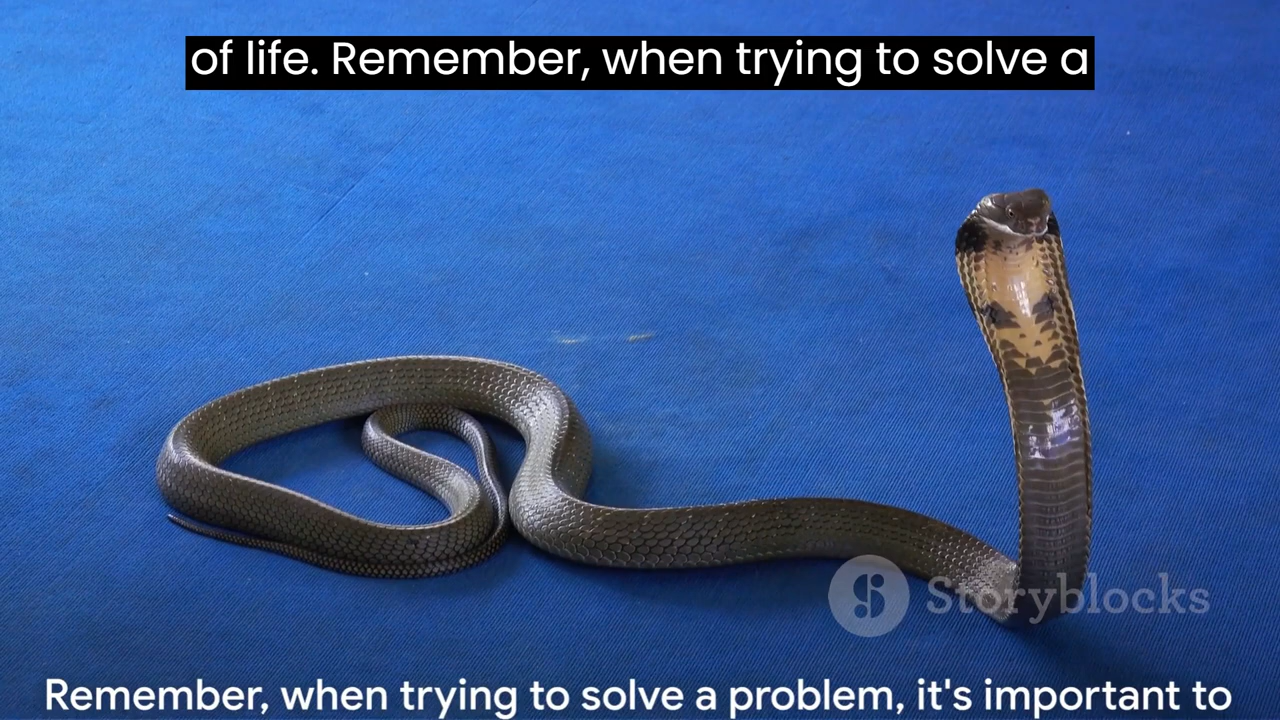 of life. Remember, when trying to solve a
Storyblocks
Remember, when trying to solve a problem, it's important to